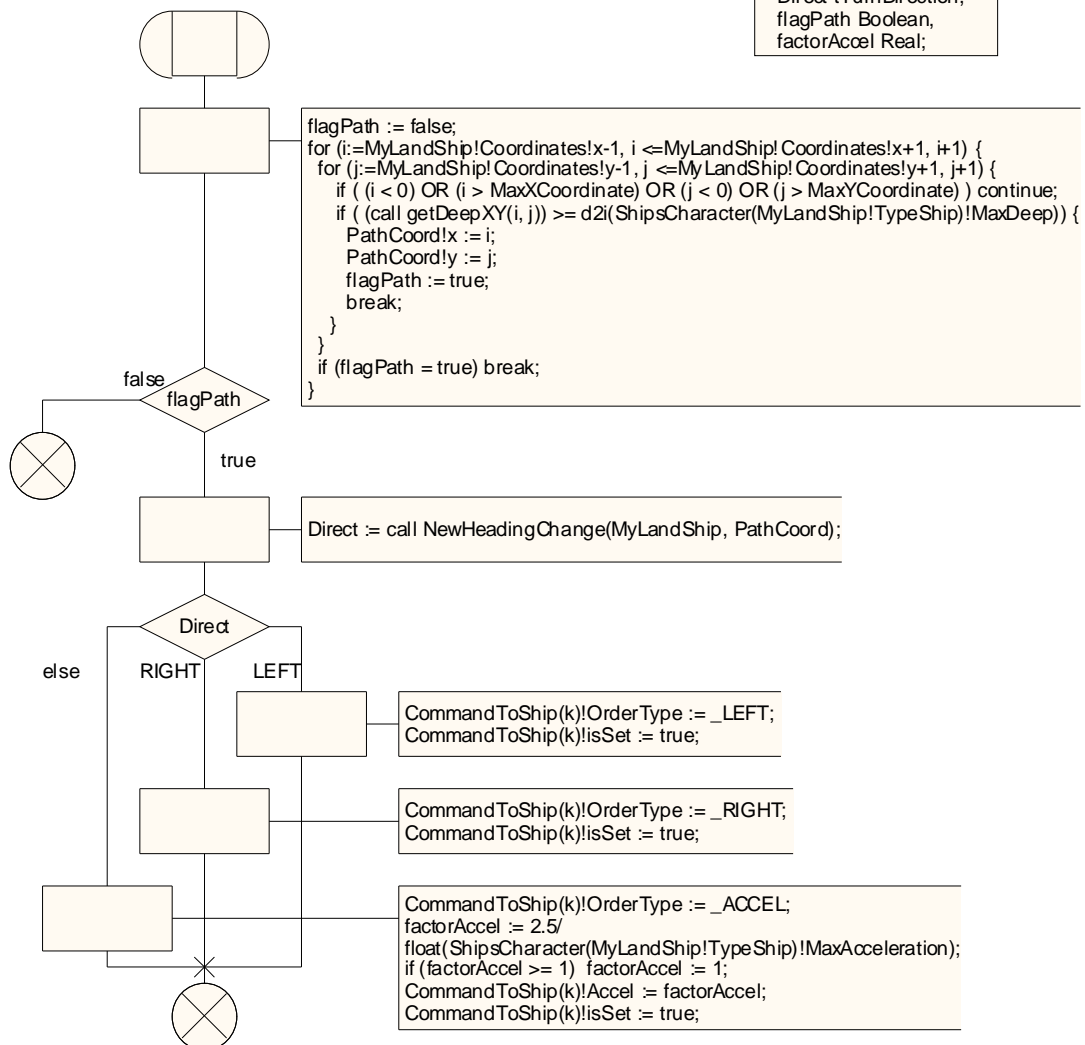 flagPath Boolean,
factorAccel Real;
flagPath := false;
for (i:=MyLandShip!Coordinates!x-1, i <=MyLandShip!Coordinates!x+1, i+1) {
for (j:=MyLandShip!Coordinates!y-1, j <=MyLandShip!Coordinates!y+1, j+1) {
if ( (i < 0) OR (i > MaxXCoordinate) OR (j < 0) OR (j > MaxYCoordinate) ) continue;
if ( (call getDeepXY(i, j)) >= d2i(ShipsCharacter(MyLandShip!TypeShip)!MaxDeep)) {
PathCoord!x := i;
PathCoord!y := j;
flagPath := true;
break;
}
}
if (flagPath = true) break;
}
false
flagPath
true
Direct := call NewHeadingChange(MyLandShip, PathCoord);
Direct
else
RIGHT
LEFT
CommandToShip(k)!OrderType := _LEFT;
CommandToShip(k)!isSet := true;
CommandToShip(k)!OrderType := _RIGHT;
CommandToShip(k)!isSet := true;
CommandToShip(k)!OrderType := _ACCEL;
factorAccel := 2.5/
float(ShipsCharacter(MyLandShip!TypeShip)!MaxAcceleration);
if (factorAccel >= 1) factorAccel := 1;
CommandToShip(k)!Accel := factorAccel;
CommandToShip(k)!isSet := true;